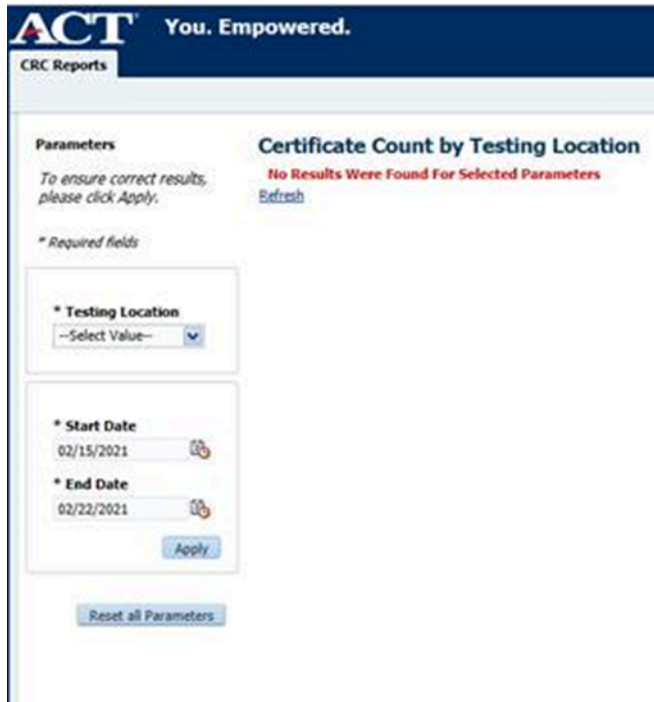 ACT You. Empowered.
CRC Reports
Parameters
To ensure correct results,
please click Apply.
* Required fields
* Testing Location
--Select Value--
* Start Date
02/15/2021
* End Date
02/22/2021
Apply
Reset all Parameters
Certificate Count by Testing Location
No Results Were Found For Selected Parameters
Refresh